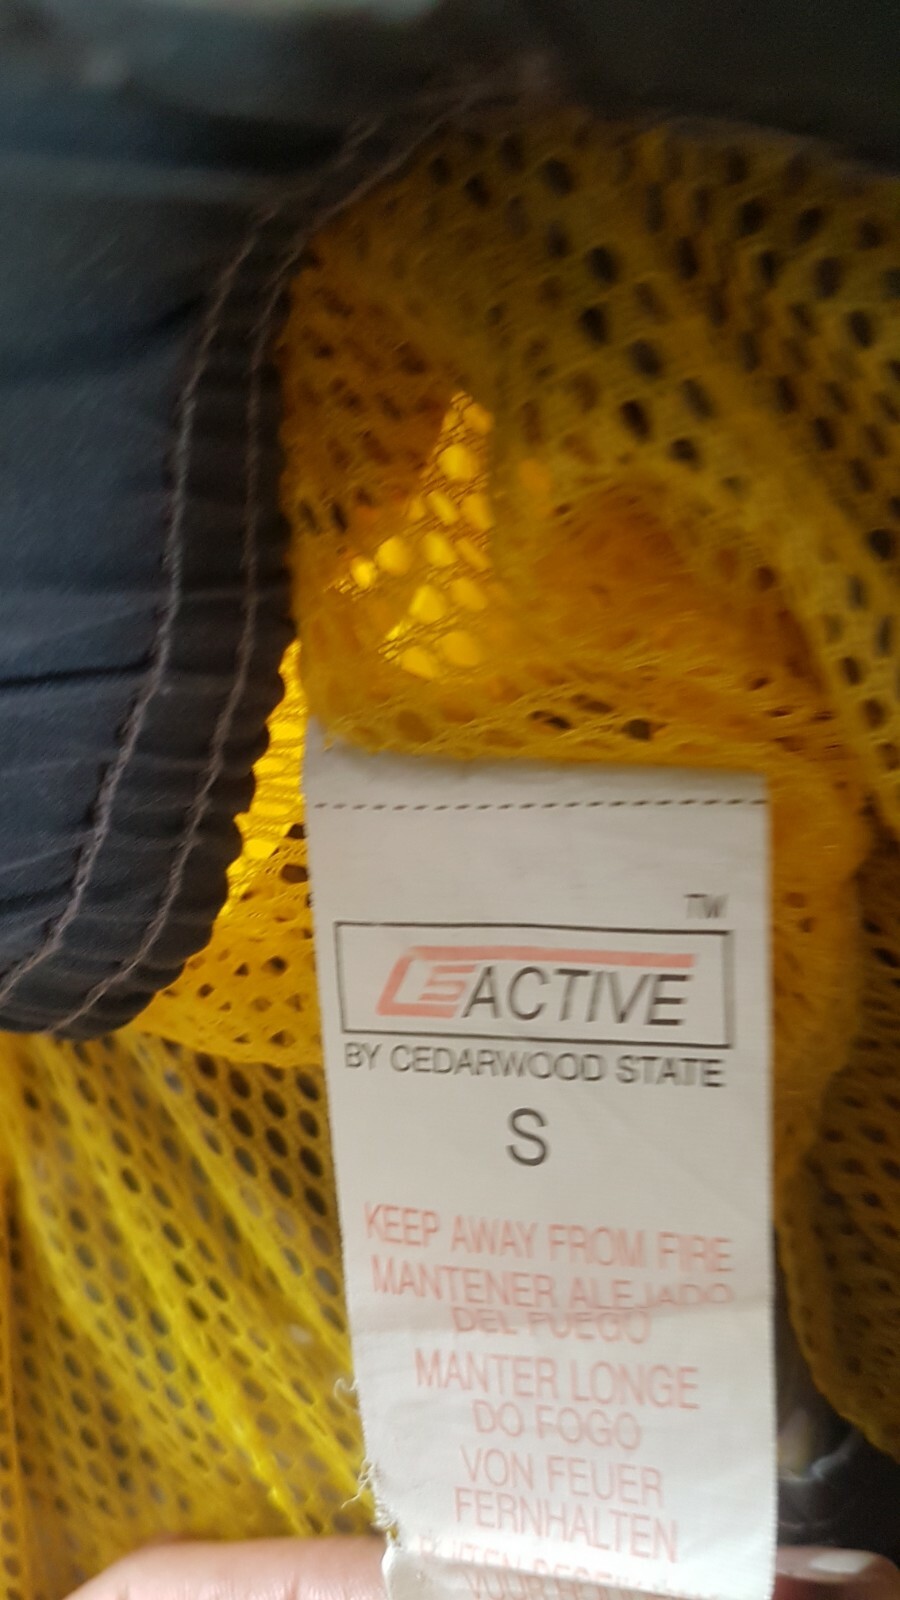 TM
CSACTIVE
BY CEDARWOOD STATE
S
KEEP AWAY FROM FIRE
MANTENER ALEJADO
DEL FUEGO
MANTER LONGE
DO FOGO
VON FEUER
FERNHALTEN